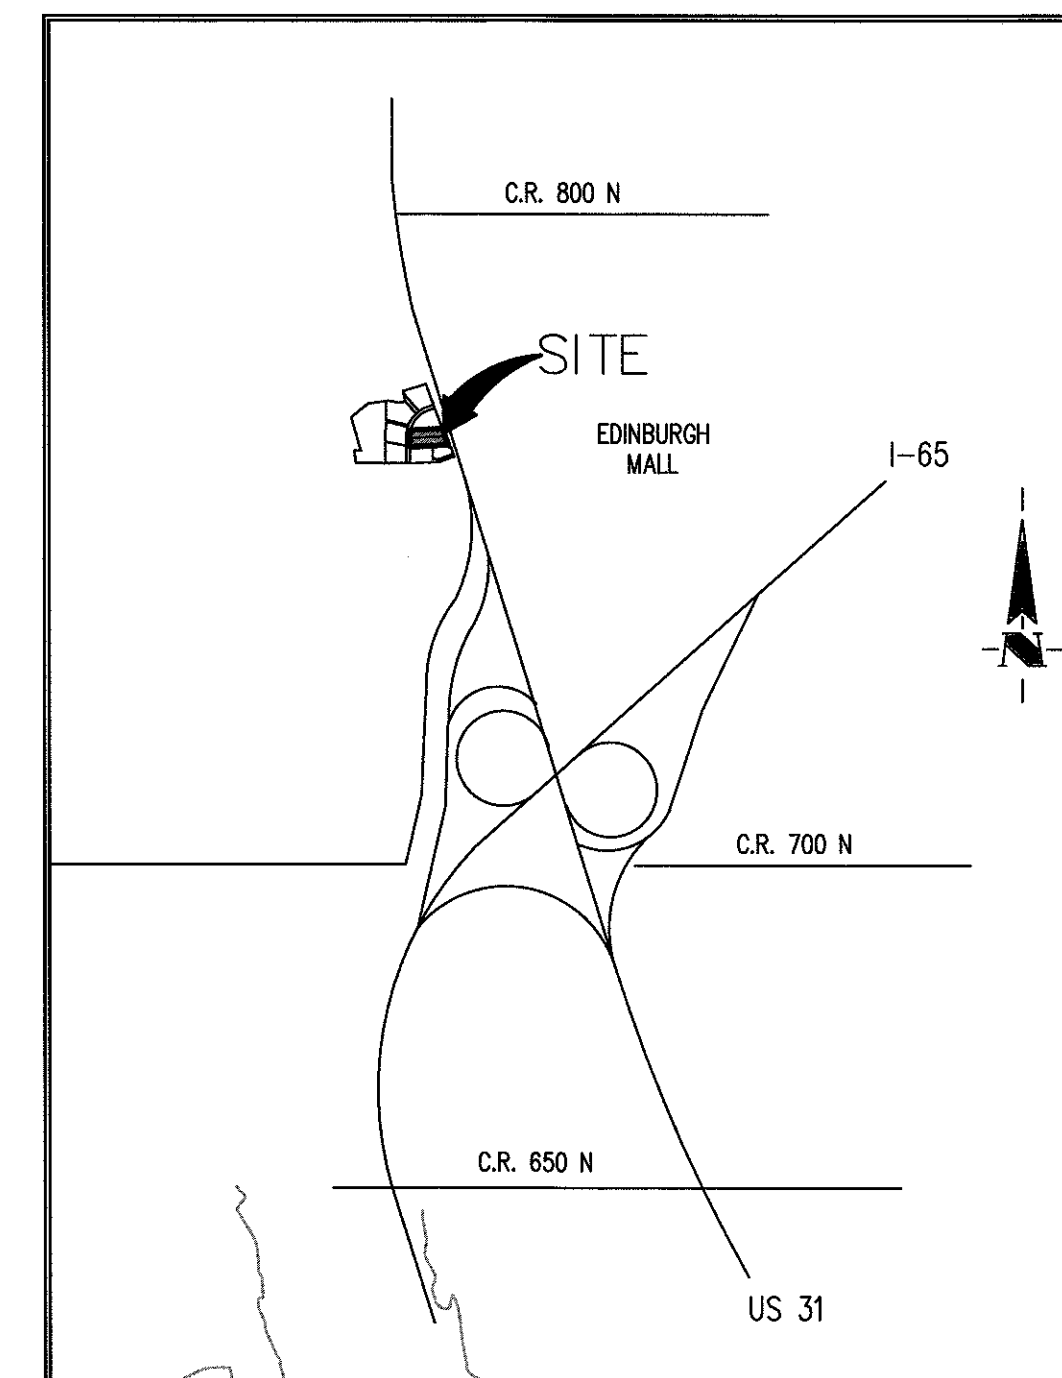 C.R. 800 N
SITE
EDINBURGH
MALL
I-65
N
C.R. 700 N
C.R. 650 N
US 31